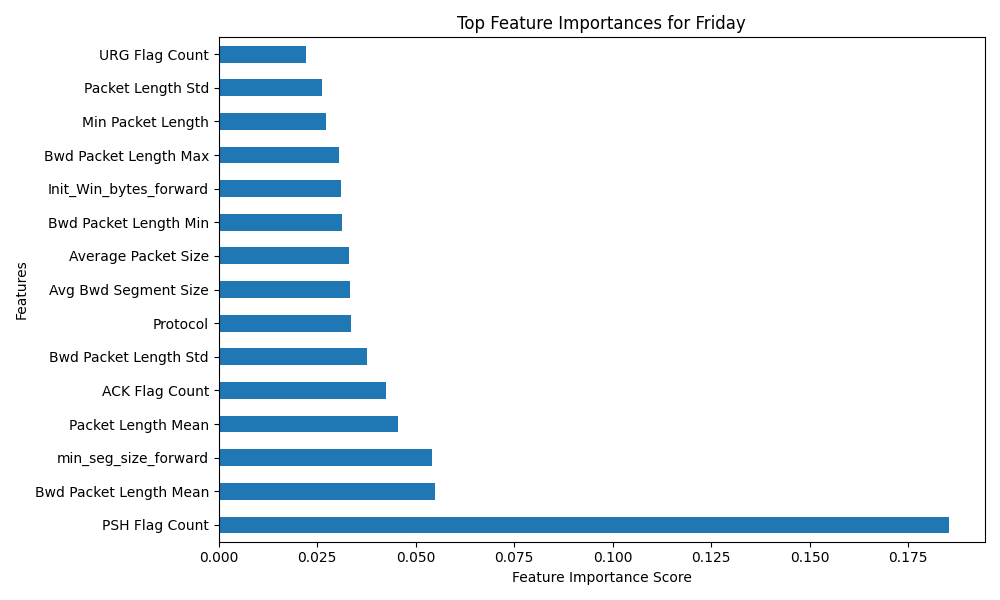 Top Feature Importances for Friday
Features
URG Flag Count
Packet Length Std
Min Packet Length
Bwd Packet Length Max
Init_Win_bytes_forward
Bwd Packet Length Min
Average Packet Size
Avg Bwd Segment Size
Protocol
Bwd Packet Length Std
ACK Flag Count
Packet Length Mean
min_seg_size_forward
Bwd Packet Length Mean
PSH Flag Count
0.000 0.025 0.050 0.075 0.100 0.125 0.150 0.175
Feature Importance Score